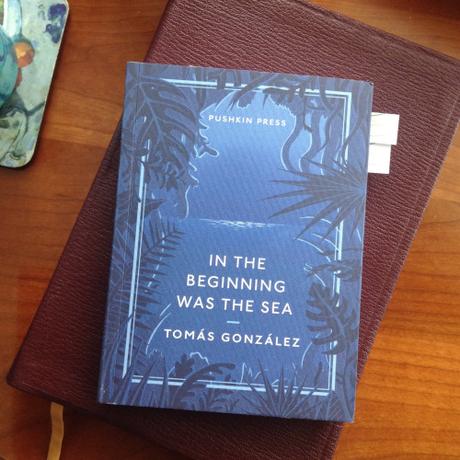 PUSHKIN PRESS
IN THE
BEGINNING
WAS THE SEA
TOMÁS GONZÁLEZ